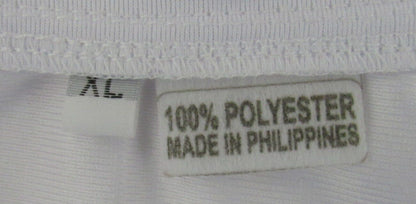 XL
100% POLYESTER
MADE IN PHILIPPINES